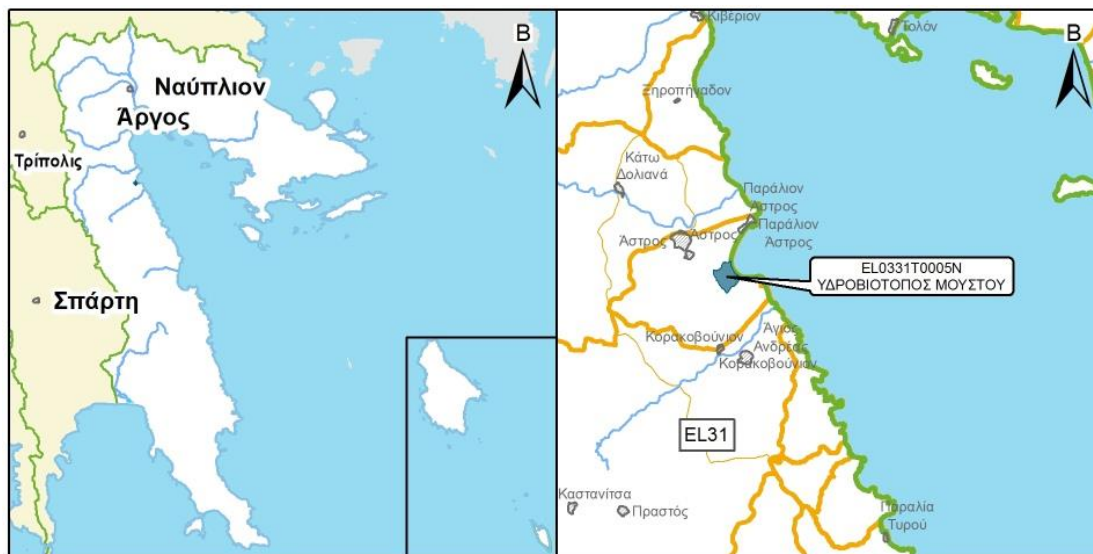 Β
Ναύπλιον
Άργος
Τρίπολις
Σπάρτη
Κιβέριον
Τολόν
Β
Ξηροπήγαδον
Κάτω
Δολιανά
Παράλιον
Άστρος
Παράλιον
Άστρος
Άστρος
Άστρος
EL0331T0005N
ΥΔΡΟΒΙΟΤΟΠΟΣ ΜΟΥΣΤΟΥ
Κορακοβούνιον
Άγιος
Ανδρέας
Κορακοβούνιον
EL31
Καστανίτσα
Πραστός
Παραλία
Τυρού